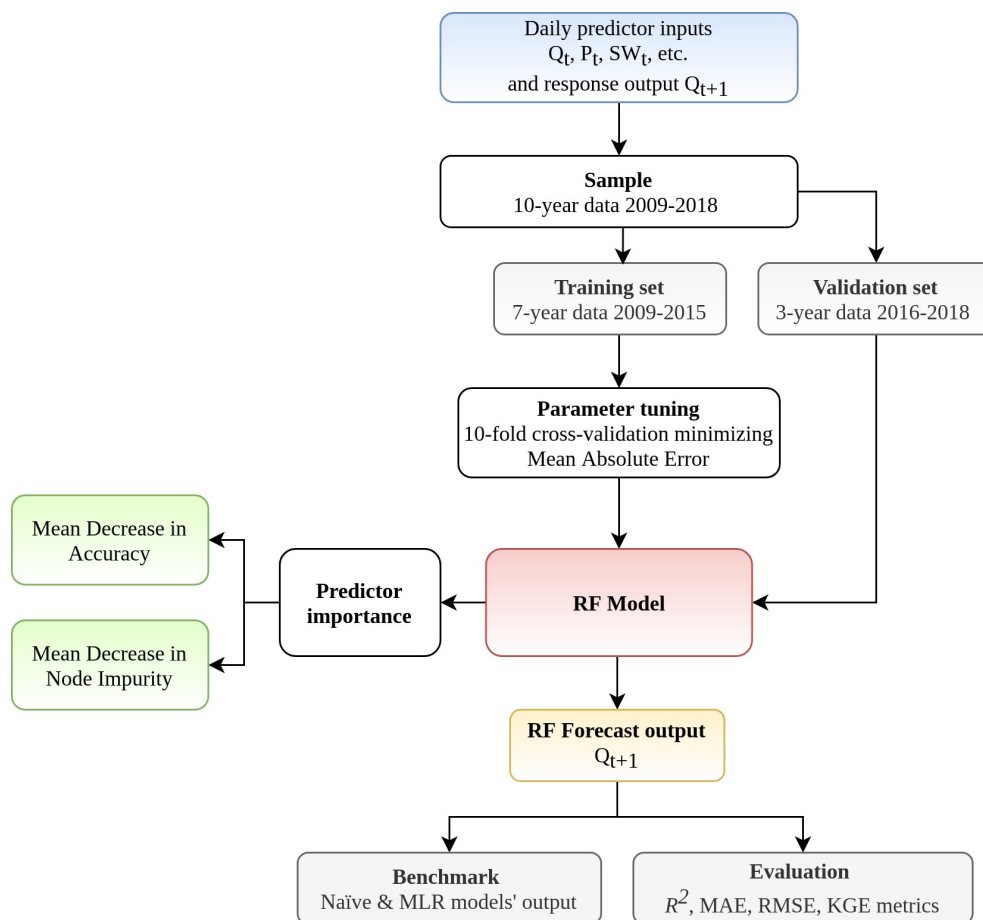 Daily predictor inputs
Qt, Pt, SWt, etc.
and response output Qt+1
Sample
10-year data 2009-2018
Training set
7-year data 2009-2015
Validation set
3-year data 2016-2018
Parameter tuning
10-fold cross-validation minimizing
Mean Absolute Error
Mean Decrease in
Accuracy
Predictor
importance
RF Model
Mean Decrease in
Node Impurity
RF Forecast output
Qt+1
Benchmark
Naïve & MLR models' output
Evaluation
R², MAE, RMSE, KGE metrics